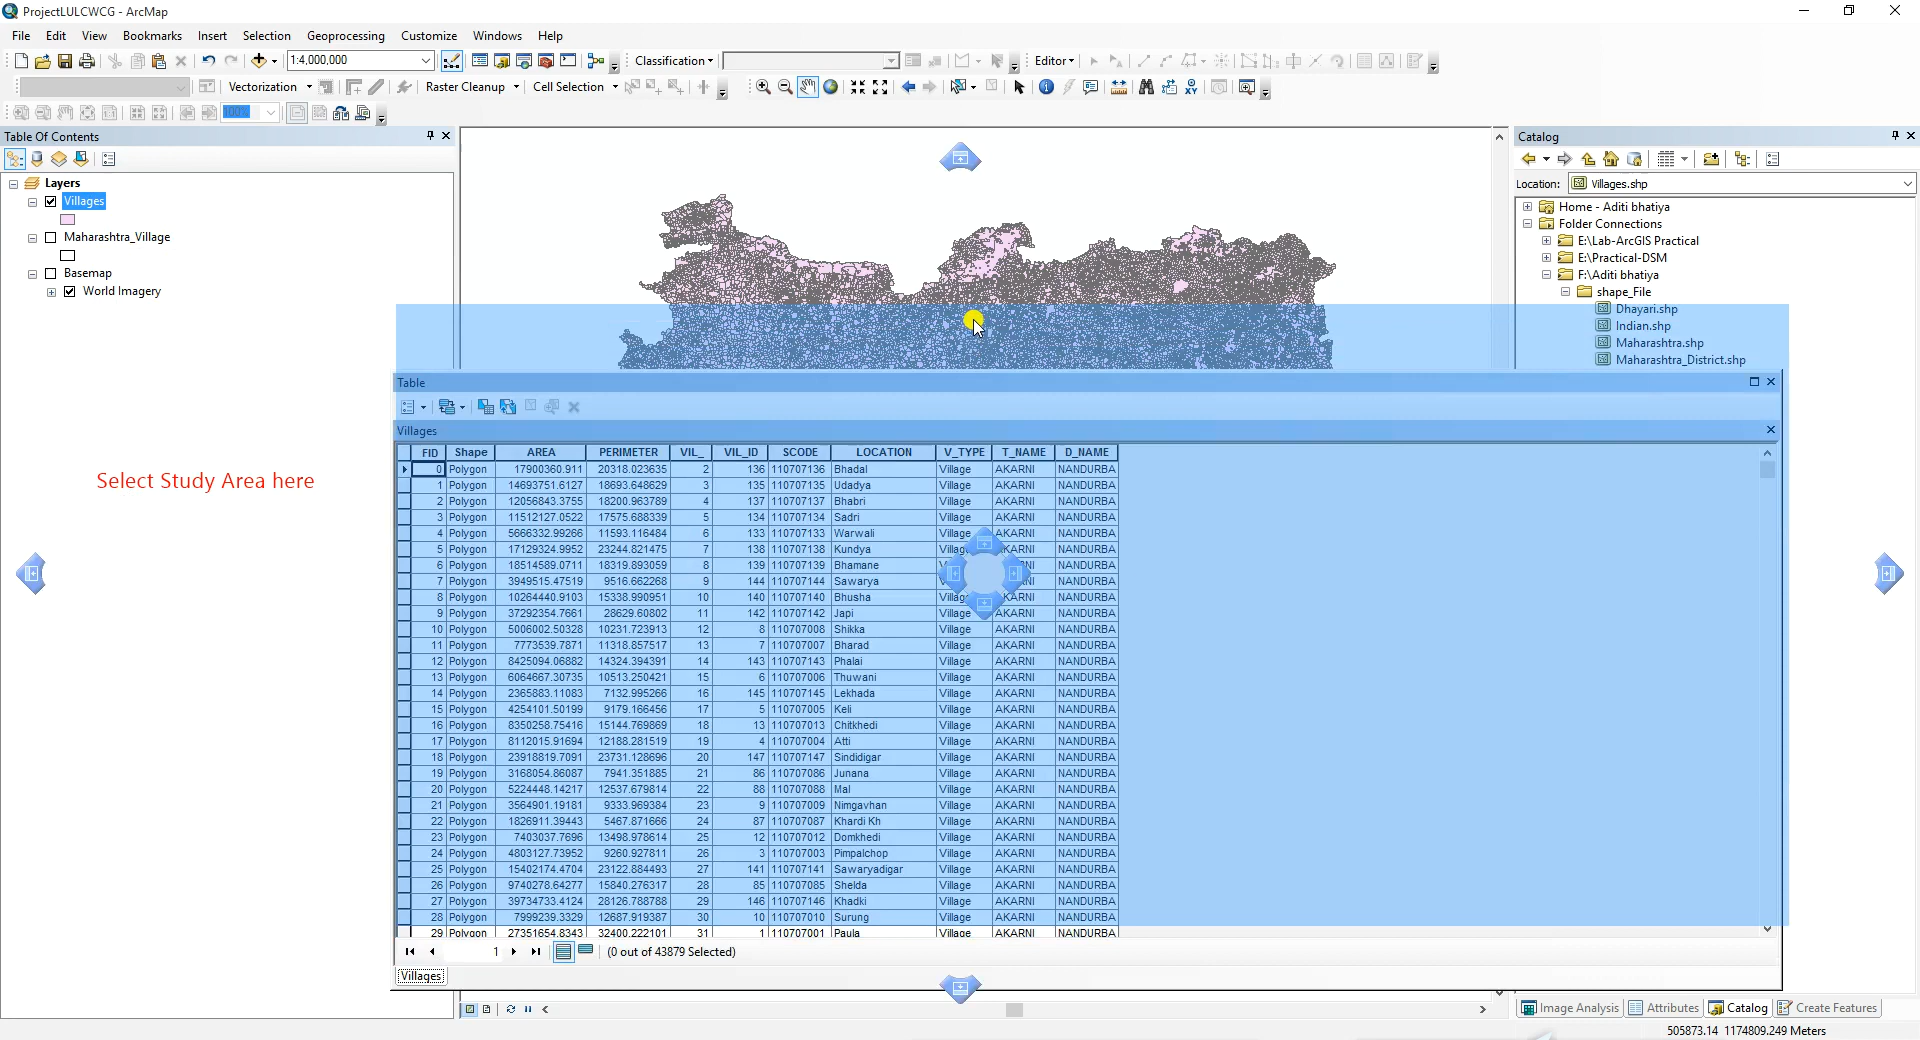 ProjectLULCWCG - ArcMap
File Edit View Bookmarks Insert Selection Geoprocessing Customize Windows Help
1:4,000,000 Classification Editor
Vectorization Raster Cleanup Cell Selection
100%
Table Of Contents
Layers
Villages
Maharashtra_Village
Basemap
World Imagery
Select Study Area here
Catalog
Location: Villages.shp
Home - Aditi bhatiya
Folder Connections
E:\Lab-ArcGIS Practical
E:\Practical-DSM
F:\Aditi bhatiya
shape_File
Dhayari.shp
Indian.shp
Maharashtra.shp
Maharashtra_District.shp
Table
Villages
FID Shape AREA PERIMETER VIL_ VIL_ID SCODE LOCATION V_TYPE T_NAME D_NAME
0 Polygon 17900360.911 20318.023635 2 136 110707136 Bhadal Village AKARNI NANDURBA
1 Polygon 14693751.6127 18693.648629 3 135 110707135 Udadya Village AKARNI NANDURBA
2 Polygon 12056843.3755 18200.963789 4 137 110707137 Bhabri Village AKARNI NANDURBA
3 Polygon 11512127.0522 17575.688339 5 134 110707134 Sadri Village AKARNI NANDURBA
4 Polygon 5666332.99266 11593.116484 6 133 110707133 Warwali Village AKARNI NANDURBA
5 Polygon 17129324.9952 23244.821475 7 138 110707138 Kundya Village AKARNI NANDURBA
6 Polygon 18514589.0711 18319.893059 8 139 110707139 Bhamane NANDURBA
7 Polygon 3949515.47519 9516.662268 9 144 110707144 Sawarya NANDURBA
8 Polygon 10264440.9103 15338.990951 10 140 110707140 Bhusha Village AKARNI NANDURBA
9 Polygon 37292354.7661 28629.60802 11 142 110707142 Japi Village AKARNI NANDURBA
10 Polygon 5006002.50328 10231.723913 12 8 110707008 Shikka Village AKARNI NANDURBA
11 Polygon 7773539.7871 11318.857517 13 7 110707007 Bharad Village AKARNI NANDURBA
12 Polygon 8425094.06882 14324.394391 14 143 110707143 Phalai Village AKARNI NANDURBA
13 Polygon 6064667.30735 10513.250421 15 6 110707006 Thuwani Village AKARNI NANDURBA
14 Polygon 2365883.11083 7132.995266 16 145 110707145 Lekhada Village AKARNI NANDURBA
15 Polygon 4254101.50199 9179.166456 17 5 110707005 Keli Village AKARNI NANDURBA
16 Polygon 8350258.75416 15144.769869 18 13 110707013 Chitkhedi Village AKARNI NANDURBA
17 Polygon 8112015.91694 12188.281519 19 4 110707004 Atti Village AKARNI NANDURBA
18 Polygon 23918819.7091 23731.128696 20 147 110707147 Sindidigar Village AKARNI NANDURBA
19 Polygon 3168054.86087 7941.351885 21 86 110707086 Junana Village AKARNI NANDURBA
20 Polygon 5224448.14217 12537.679814 22 88 110707088 Mal Village AKARNI NANDURBA
21 Polygon 3564901.19181 9333.969384 23 9 110707009 Nimgavhan Village AKARNI NANDURBA
22 Polygon 1826911.39443 5467.871666 24 87 110707087 Khardi Kh Village AKARNI NANDURBA
23 Polygon 7403037.7696 13498.978614 25 12 110707012 Domkhedi Village AKARNI NANDURBA
24 Polygon 4803127.73952 9260.927811 26 3 110707003 Pimpalchop Village AKARNI NANDURBA
25 Polygon 15402174.4704 23122.884493 27 141 110707141 Sawaryadigar Village AKARNI NANDURBA
26 Polygon 9740278.64277 15840.276317 28 85 110707085 Shelda Village AKARNI NANDURBA
27 Polygon 39734733.4124 28126.788788 29 146 110707146 Khadki Village AKARNI NANDURBA
28 Polygon 7999239.3329 12687.919387 30 10 110707010 Surung Village AKARNI NANDURBA
29 Polygon 27351654.8343 32400.222101 31 1 110707001 Paula Village AKARNI NANDURBA
1 (0 out of 43879 Selected)
Villages
Image Analysis Attributes Catalog Create Features
505873.14 1174809.249 Meters